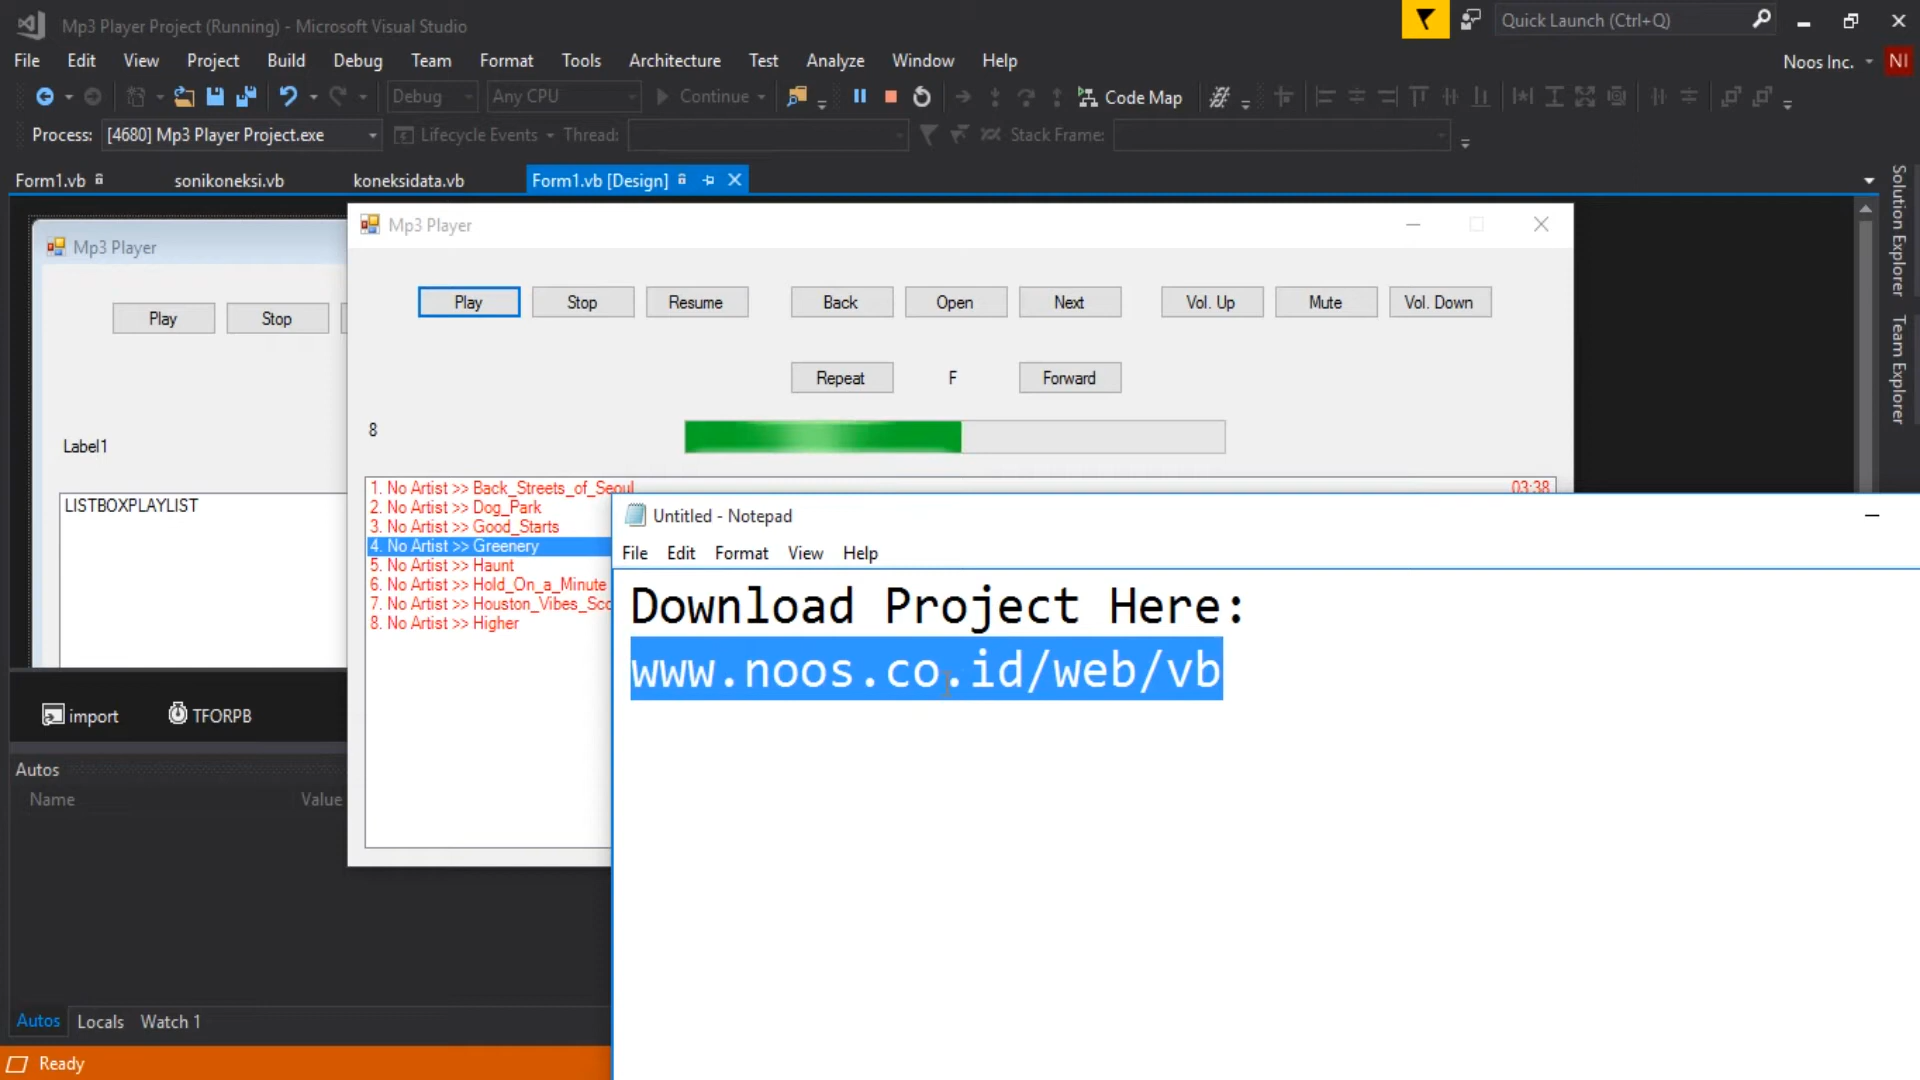 Mp3 Player Project (Running) - Microsoft Visual Studio
Quick Launch (Ctrl+Q)
File Edit View Project Build Debug Team Format Tools Architecture Test Analyze Window Help
Noos Inc. NI
Debug Any CPU Continue Code Map
Process: [4680] Mp3 Player Project.exe Lifecycle Events Thread: Stack Frame:
Form1.vb sonikoneksi.vb koneksidata.vb Form1.vb [Design]
Solution Explorer
Team Explorer
Mp3 Player
Play Stop
Label1
LISTBOXPLAYLIST
import TFORPB
Mp3 Player
Play Stop Resume Back Open Next Vol. Up Mute Vol. Down
Repeat F Forward
8
1. No Artist >> Back_Streets_of_Seoul 03:38
2. No Artist >> Dog_Park
3. No Artist >> Good_Starts
4. No Artist >> Greenery
5. No Artist >> Haunt
6. No Artist >> Hold_On_a_Minute
7. No Artist >> Houston_Vibes_Sco
8. No Artist >> Higher
Untitled - Notepad
File Edit Format View Help
Download Project Here:
www.noos.co.id/web/vb
Autos
Name Value
Autos Locals Watch 1
Ready